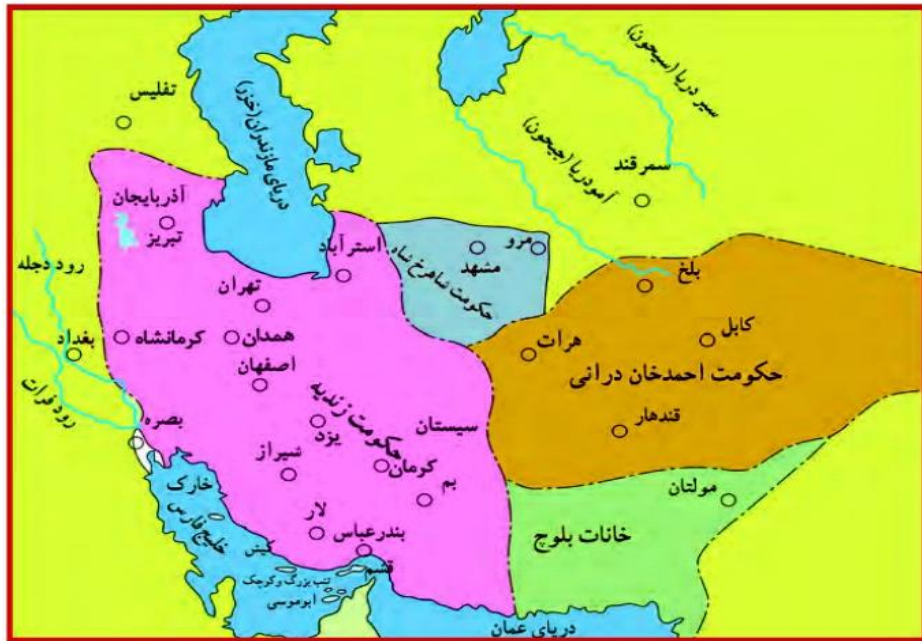 تفلیس
دریای مازندران (خزر)
سیر دریا (سیحون)
آمودریا (جیحون)
سمرقند
آذربایجان
تبریز
استرآباد
مرو
مشهد
حکومت شاهرخ شاه
بلخ
رود دجله
تهران
کابل
بغداد
کرمانشاه
همدان
هرات
اصفهان
حکومت احمدخان درانی
رود فرات
حکومت زندیه
سیستان
قندهار
بصره
یزد
شیراز
کرمان
بم
مولتان
خارک
خلیج فارس
لار
بندرعباس
خانات بلوچ
کیش
قشم
تنب بزرگ و کوچک
ابوموسی
دریای عمان